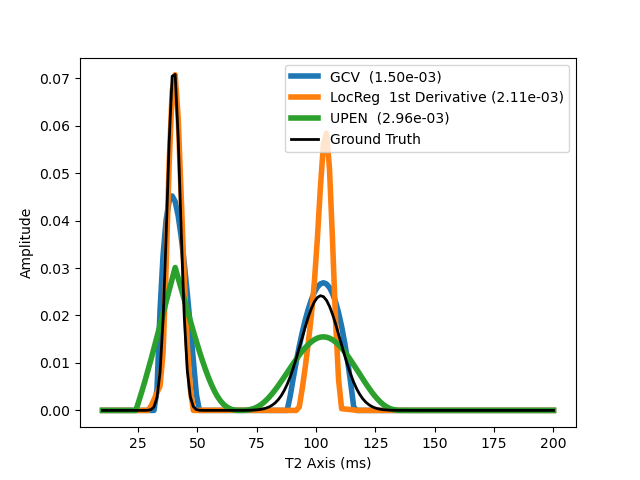 GCV (1.50e-03)
LocReg 1st Derivative (2.11e-03)
UPEN (2.96e-03)
Ground Truth
0.07
0.06
0.05
0.04
0.03
0.02
0.01
0.00
Amplitude
25 50 75 100 125 150 175 200
T2 Axis (ms)